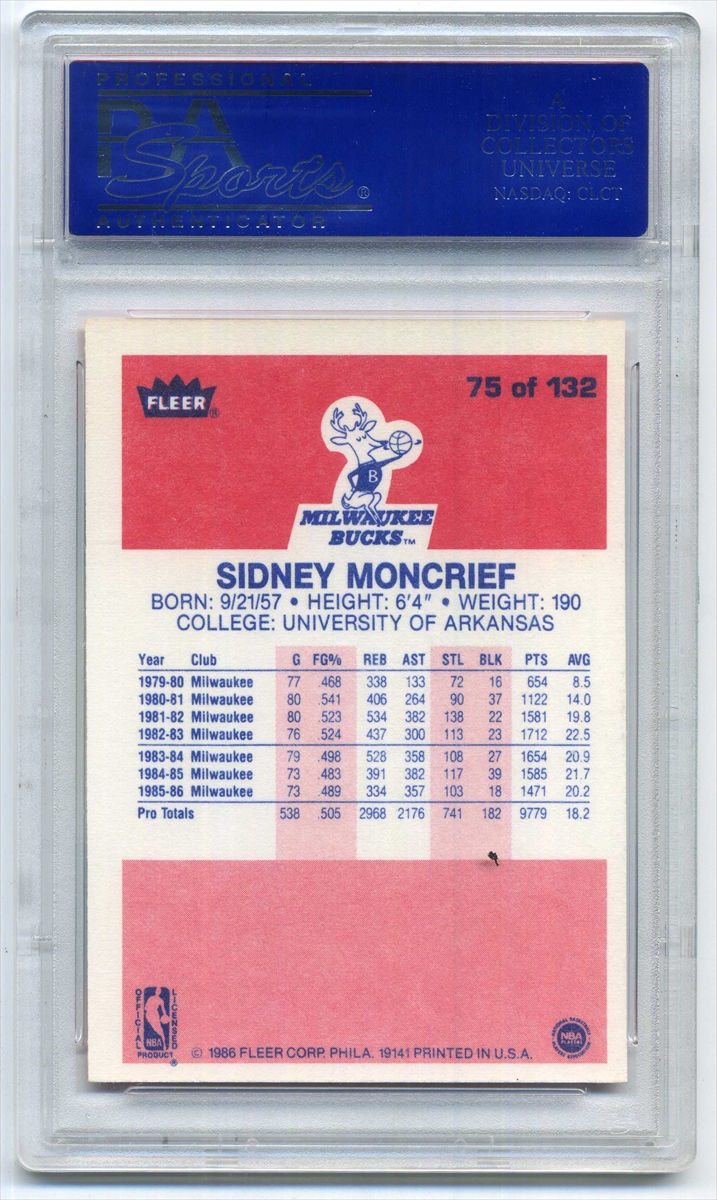 PROFESSIONAL
PSA
Sports®
AUTHENTICATOR
A
DIVISION OF
COLLECTORS
UNIVERSE
NASDAQ: CLCT
FLEER®
75 of 132
B
MILWAUKEE
BUCKS™
SIDNEY MONCRIEF
BORN: 9/21/57 • HEIGHT: 6'4" • WEIGHT: 190
COLLEGE: UNIVERSITY OF ARKANSAS
Year Club G FG% REB AST STL BLK PTS AVG
1979-80 Milwaukee 77 .468 338 133 72 16 654 8.5
1980-81 Milwaukee 80 .541 406 264 90 37 1122 14.0
1981-82 Milwaukee 80 .523 534 382 138 22 1581 19.8
1982-83 Milwaukee 76 .524 437 300 113 23 1712 22.5
1983-84 Milwaukee 79 .498 528 358 108 27 1654 20.9
1984-85 Milwaukee 73 .483 391 382 117 39 1585 21.7
1985-86 Milwaukee 73 .489 334 357 103 18 1471 20.2
Pro Totals 538 .505 2968 2176 741 182 9779 18.2
OFFICIAL
LICENSED
NBA
PRODUCT®
© 1986 FLEER CORP. PHILA. 19141 PRINTED IN U.S.A.
NATIONAL BASKETBALL
NBA
PLAYERS
ASSOCIATION